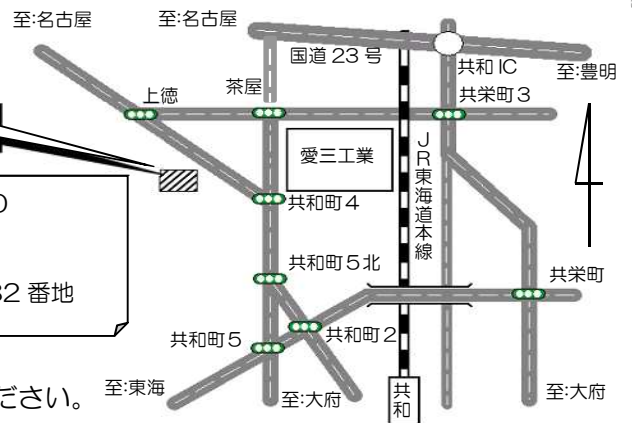 至:名古屋
至:名古屋
国道 23 号
共和 IC
至:豊明
上徳
茶屋
共栄町 3
愛三工業
JR東海道本線
共和町 4
共和町 5 北
共栄町
共和町 5
共和町 2
32 番地
ださい。
至:東海
至:大府
共和
至:大府